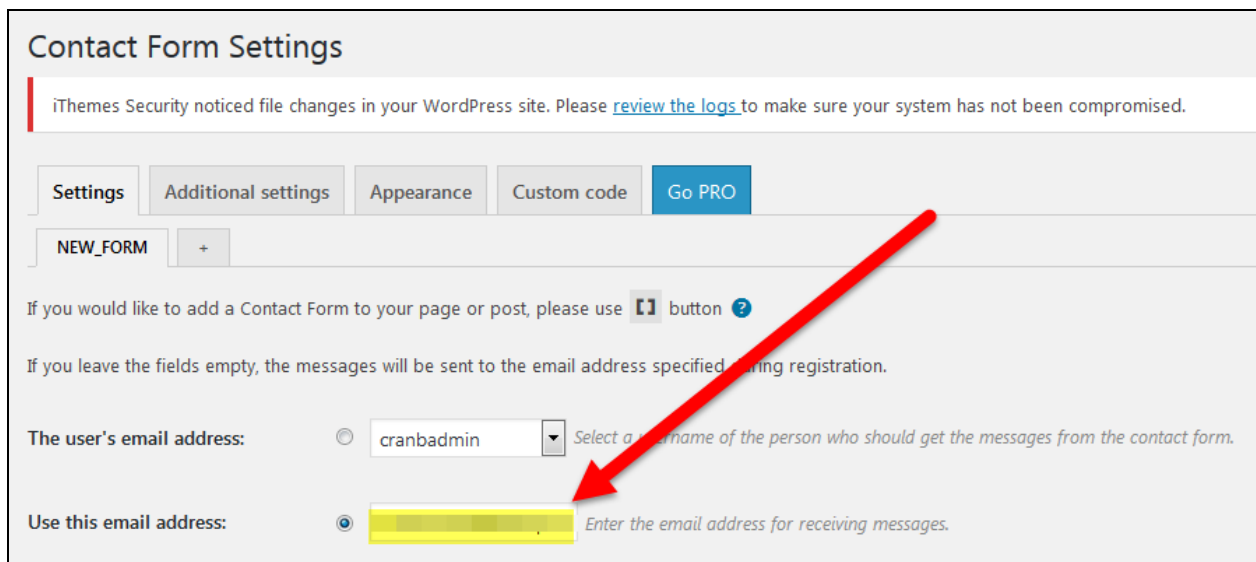 Contact Form Settings
iThemes Security noticed file changes in your WordPress site. Please review the logs to make sure your system has not been compromised.
Settings Additional settings Appearance Custom code Go PRO
NEW_FORM +
If you would like to add a Contact Form to your page or post, please use [] button ?
If you leave the fields empty, the messages will be sent to the email address specified during registration.
The user's email address: cranbadmin Select a username of the person who should get the messages from the contact form.
Use this email address: Enter the email address for receiving messages.